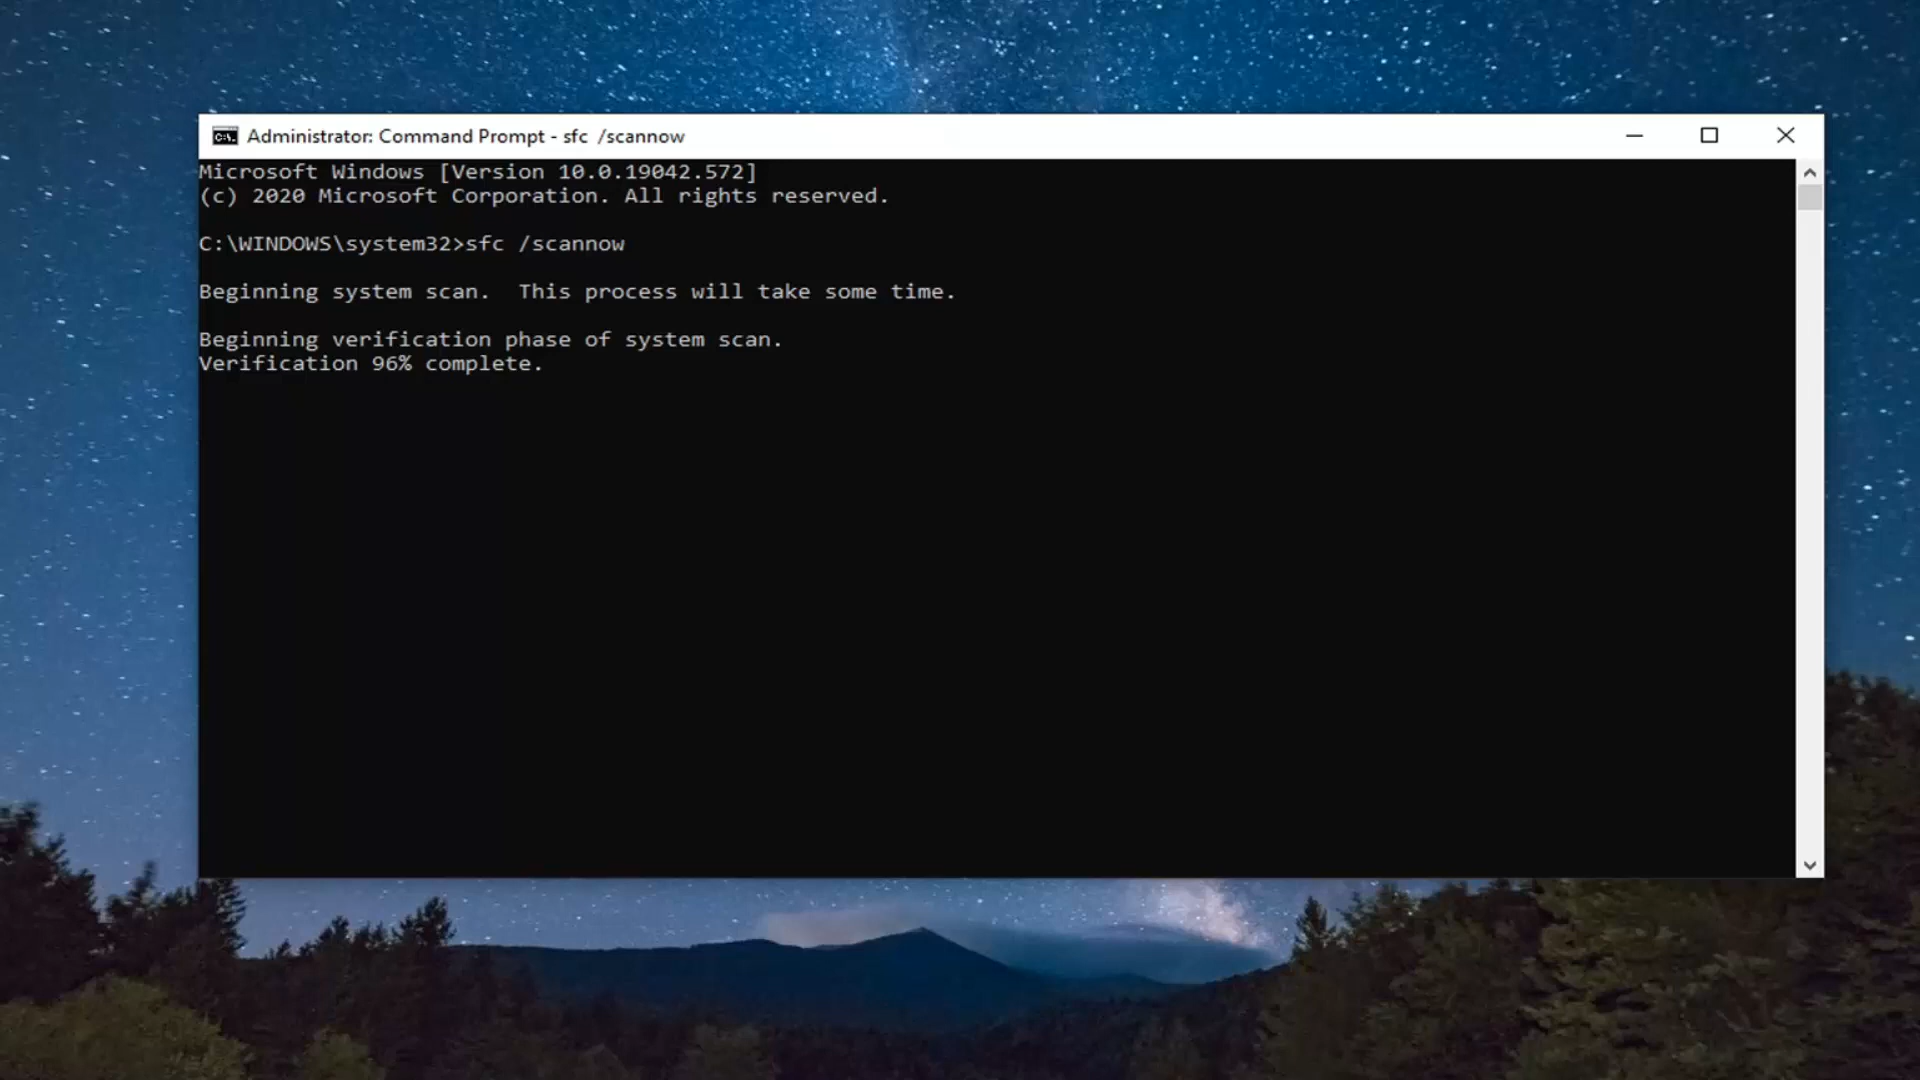 Administrator: Command Prompt - sfc  /scannow
Microsoft Windows [Version 10.0.19042.572]
(c) 2020 Microsoft Corporation. All rights reserved.
C:\WINDOWS\system32>sfc /scannow
Beginning system scan.  This process will take some time.
Beginning verification phase of system scan.
Verification 96% complete.